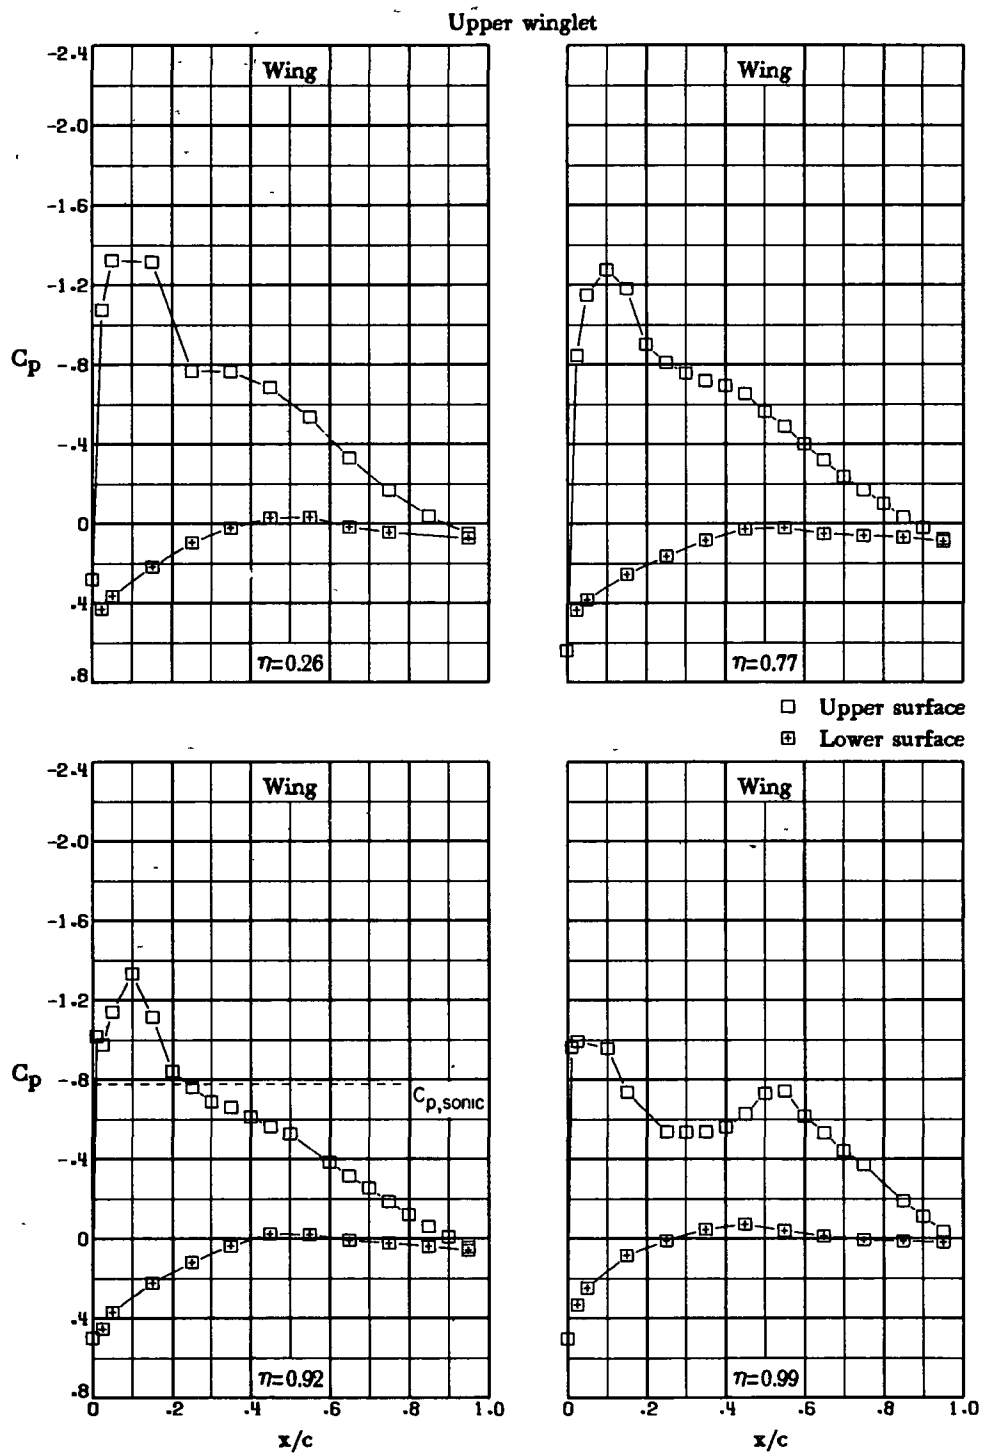 Upper winglet
-2.4
-2.0
-1.6
-1.2
-.8
-.4
0
.4
.8
Cp
Wing
η=0.26
Wing
η=0.77
Upper surface
Lower surface
-2.4
-2.0
-1.6
-1.2
-.8
-.4
0
.4
.8
Cp
Wing
Cp,sonic
η=0.92
0 .2 .4 .6 .8 1.0
x/c
Wing
η=0.99
0 .2 .4 .6 .8 1.0
x/c